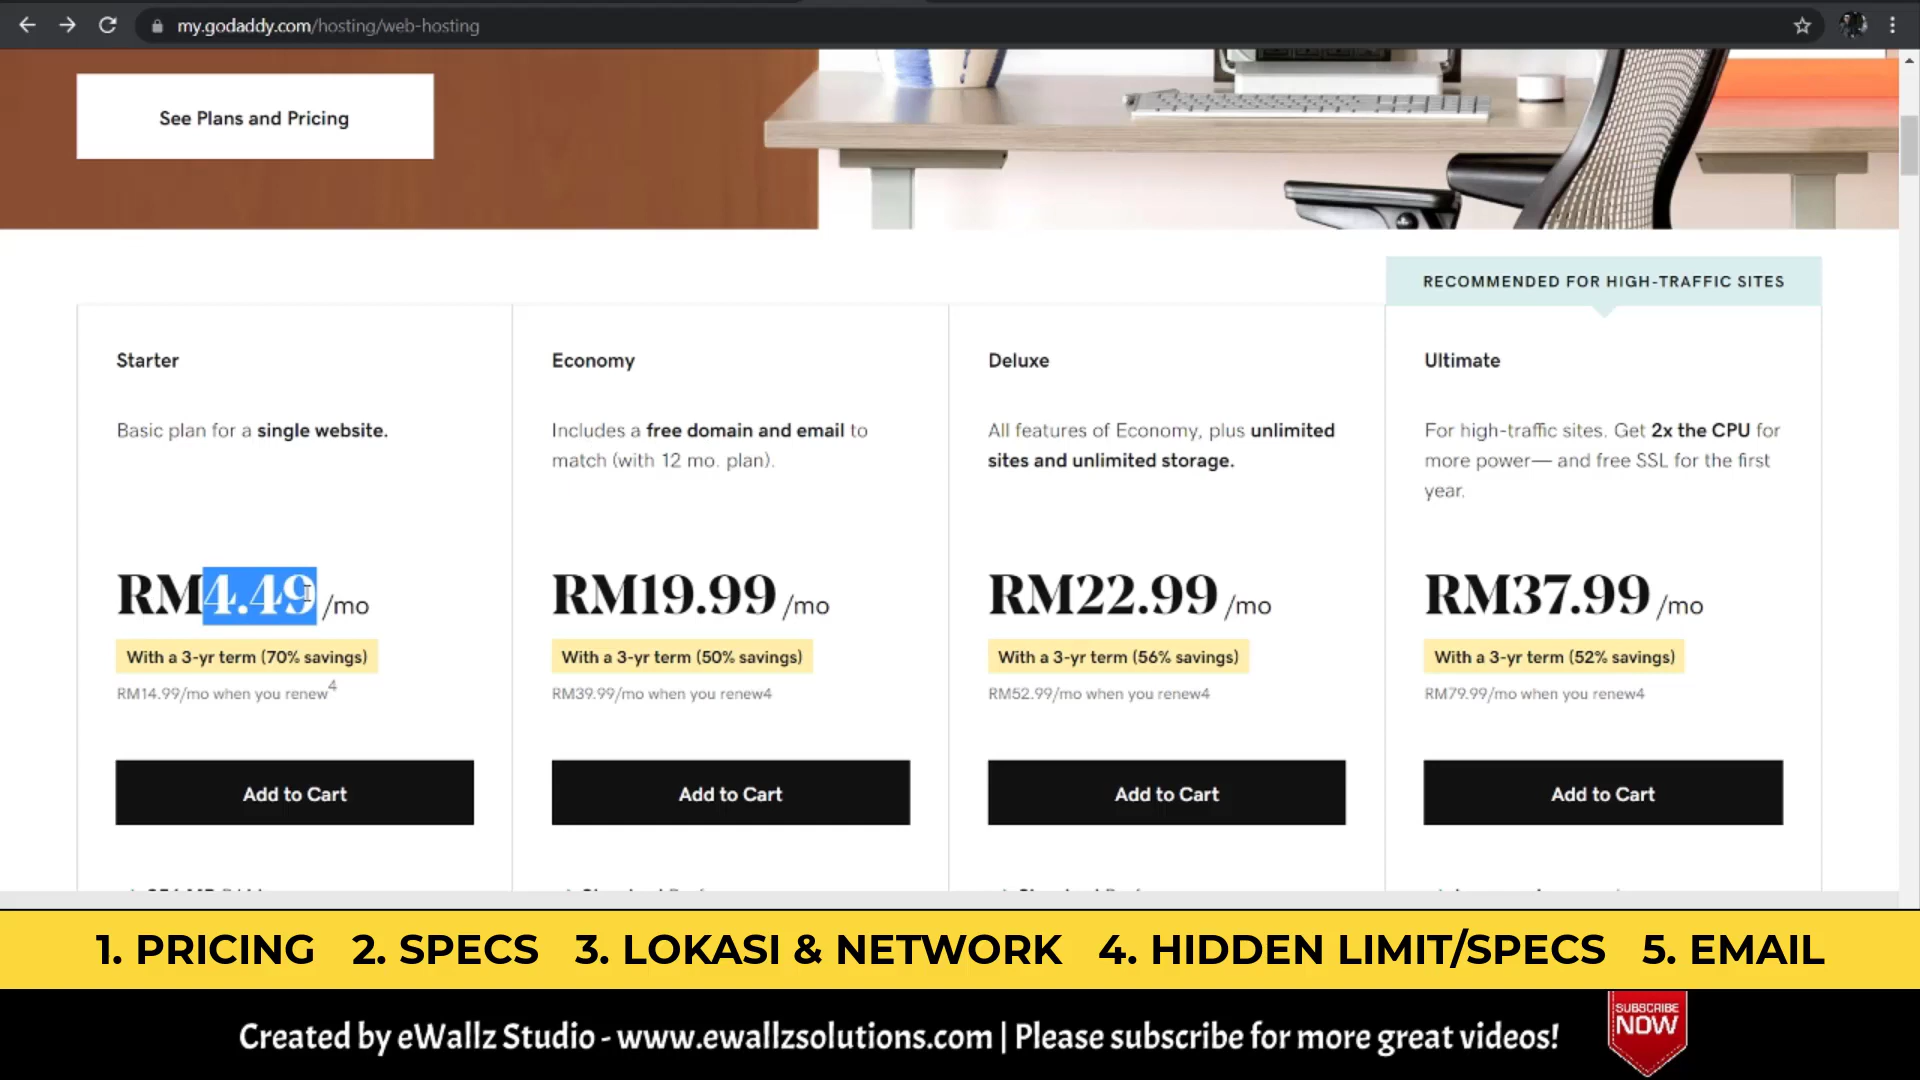 my.godaddy.com/hosting/web-hosting
See Plans and Pricing
RECOMMENDED FOR HIGH-TRAFFIC SITES
Starter
Basic plan for a single website.
RM4.49 /mo
With a 3-yr term (70% savings)
RM14.99/mo when you renew4
Add to Cart
Economy
Includes a free domain and email to
match (with 12 mo. plan).
RM19.99 /mo
With a 3-yr term (50% savings)
RM39.99/mo when you renew4
Add to Cart
Deluxe
All features of Economy, plus unlimited
sites and unlimited storage.
RM22.99 /mo
With a 3-yr term (56% savings)
RM52.99/mo when you renew4
Add to Cart
Ultimate
For high-traffic sites. Get 2x the CPU for
more power— and free SSL for the first
year.
RM37.99 /mo
With a 3-yr term (52% savings)
RM79.99/mo when you renew4
Add to Cart
1. PRICING 2. SPECS 3. LOKASI & NETWORK 4. HIDDEN LIMIT/SPECS 5. EMAIL
Created by eWallz Studio - www.ewallzsolutions.com | Please subscribe for more great videos!
SUBSCRIBE
NOW